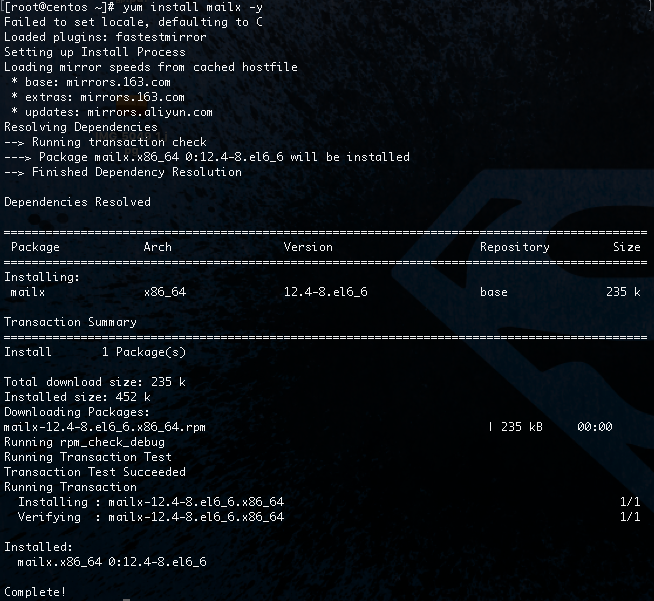 [root@centos ~]# yum install mailx -y
Failed to set locale, defaulting to C
Loaded plugins: fastestmirror
Setting up Install Process
Loading mirror speeds from cached hostfile
 * base: mirrors.163.com
 * extras: mirrors.163.com
 * updates: mirrors.aliyun.com
Resolving Dependencies
--> Running transaction check
---> Package mailx.x86_64 0:12.4-8.el6_6 will be installed
--> Finished Dependency Resolution

Dependencies Resolved

================================================================================
 Package            Arch                Version                     Repository         Size
================================================================================
Installing:
 mailx              x86_64              12.4-8.el6_6                base              235 k

Transaction Summary
================================================================================
Install       1 Package(s)

Total download size: 235 k
Installed size: 452 k
Downloading Packages:
mailx-12.4-8.el6_6.x86_64.rpm                                         | 235 kB     00:00
Running rpm_check_debug
Running Transaction Test
Transaction Test Succeeded
Running Transaction
  Installing : mailx-12.4-8.el6_6.x86_64                                                1/1
  Verifying  : mailx-12.4-8.el6_6.x86_64                                                1/1

Installed:
  mailx.x86_64 0:12.4-8.el6_6

Complete!